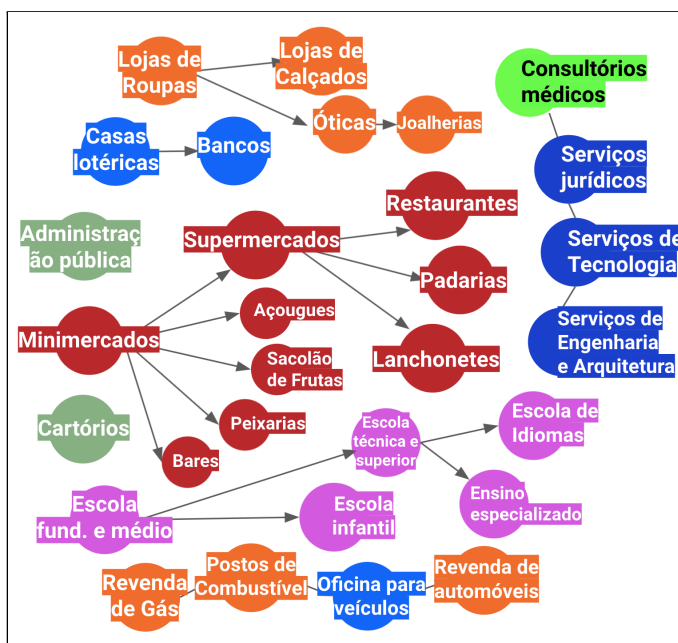 Lojas de
Roupas
Lojas de
Calçados
Óticas
Joalherias
Consultórios
médicos
Casas
lotéricas
Bancos
Serviços
jurídicos
Administraç
ão pública
Supermercados
Restaurantes
Padarias
Serviços de
Tecnologia
Minimercados
Açougues
Sacolão
de Frutas
Lanchonetes
Serviços de
Engenharia
e Arquitetura
Cartórios
Peixarias
Bares
Escola
técnica e
superior
Escola de
Idiomas
Escola
fund. e médio
Escola
infantil
Ensino
especializado
Revenda
de Gás
Postos de
Combustível
Oficina para
veículos
Revenda de
automóveis